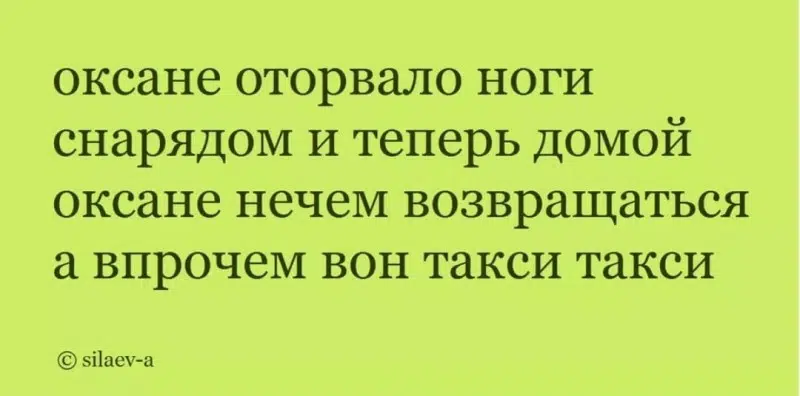 оксане оторвало ноги
снарядом и теперь домой
оксане нечем возвращаться
а впрочем вон такси такси
© silaev-a